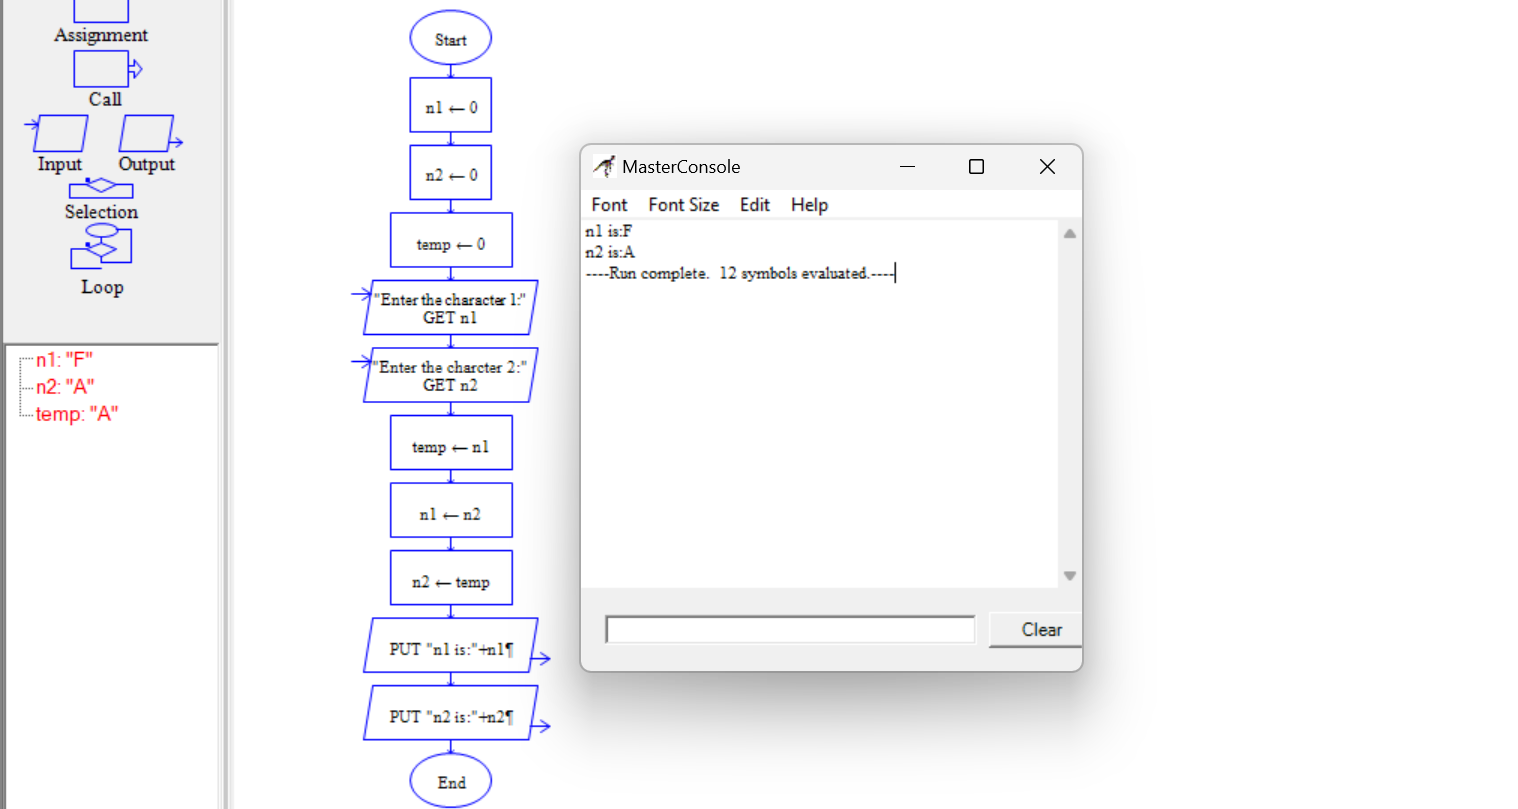 Assignment
Call
Input Output
Selection
Loop
n1: "F"
n2: "A"
temp: "A"
Start
n1 ← 0
n2 ← 0
temp ← 0
"Enter the character 1:"
GET n1
"Enter the charcter 2:"
GET n2
temp ← n1
n1 ← n2
n2 ← temp
PUT "n1 is:"+n1¶
PUT "n2 is:"+n2¶
End
MasterConsole
Font Font Size Edit Help
n1 is:F
n2 is:A
----Run complete. 12 symbols evaluated.----
Clear